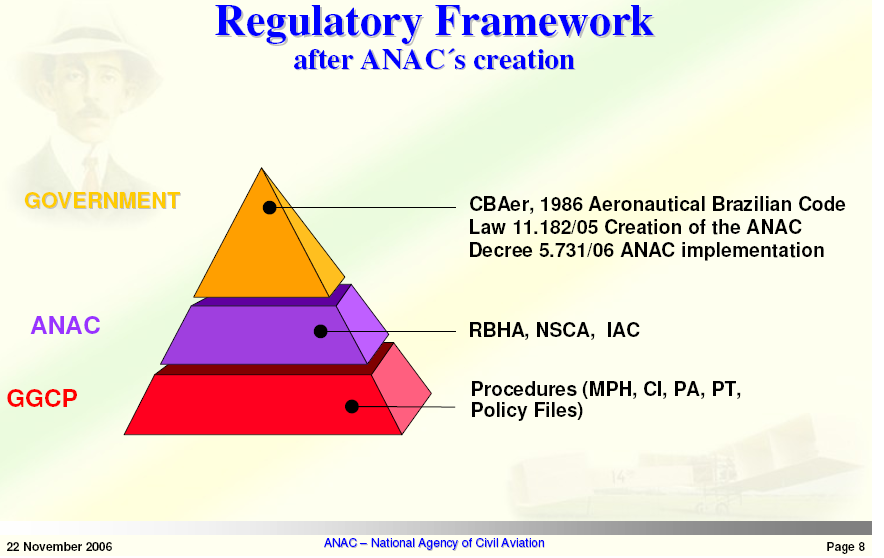 Regulatory Framework
after ANAC´s creation
GOVERNMENT
CBAer, 1986 Aeronautical Brazilian Code
Law 11.182/05 Creation of the ANAC
Decree 5.731/06 ANAC implementation
ANAC
RBHA, NSCA, IAC
GGCP
Procedures (MPH, CI, PA, PT,
Policy Files)
14
22 November 2006
ANAC – National Agency of Civil Aviation
Page 8